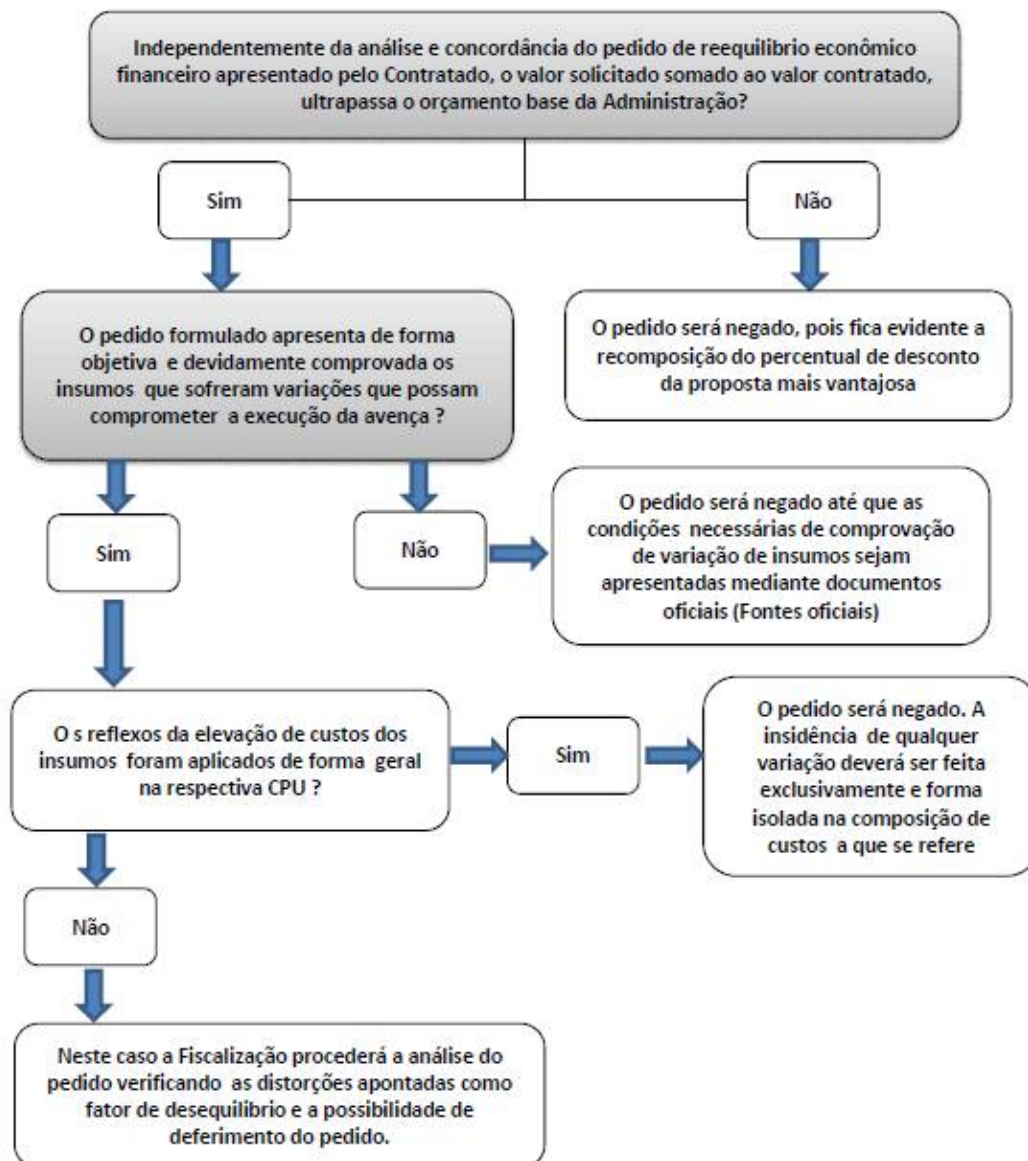 Independentemente da análise e concordância do pedido de reequilibrio econômico
financeiro apresentado pelo Contratado, o valor solicitado somado ao valor contratado,
ultrapassa o orçamento base da Administração?
Sim
Não
O pedido formulado apresenta de forma
objetiva e devidamente comprovada os
insumos que sofreram variações que possam
comprometer a execução da avença ?
O pedido será negado, pois fica evidente a
recomposição do percentual de desconto
da proposta mais vantajosa
Sim
Não
O pedido será negado até que as
condições necessárias de comprovação
de variação de insumos sejam
apresentadas mediante documentos
oficiais (Fontes oficiais)
O s reflexos da elevação de custos dos
insumos foram aplicados de forma geral
na respectiva CPU ?
Sim
O pedido será negado. A
insidência de qualquer
variação deverá ser feita
exclusivamente e forma
isolada na composição de
custos a que se refere
Não
Neste caso a Fiscalização procederá a análise do
pedido verificando as distorções apontadas como
fator de desequilibrio e a possibilidade de
deferimento do pedido.